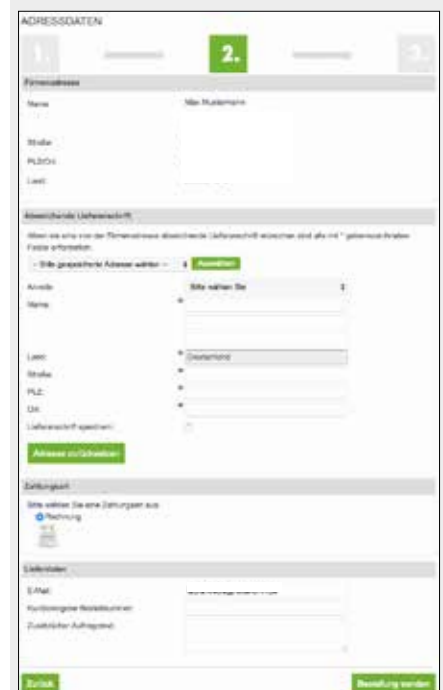 ADRESSDATEN
1. 2. 3.
Firmenadresse
Name Max Mustermann
Straße
PLZ/Ort
Land:
Abweichende Lieferanschrift
Wenn Sie eine von der Firmenadresse abweichende Lieferanschrift wünschen sind alle mit * gekennzeichneten
Felder erforderlich.
-- Bitte gespeicherte Adresse wählen -- Auswählen
Anrede Bitte wählen Sie
Name *
Land: * Deutschland
Straße *
PLZ: *
Ort: *
Lieferanschrift speichern:
Adresse zurücksetzen
Zahlungsart
Bitte wählen Sie eine Zahlungsart aus:
Rechnung
Lieferdaten
E-Mail:
Kundeneigene Bestellnummer:
Zusätzlicher Auftragstext:
Zurück Bestellung senden